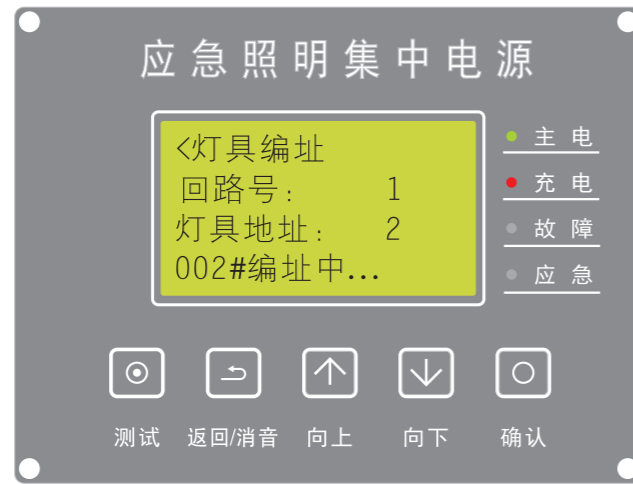 应急照明集中电源
<灯具编址
回路号： 1
灯具地址： 2
002#编址中...
主电
充电
故障
应急
测试 返回/消音 向上 向下 确认